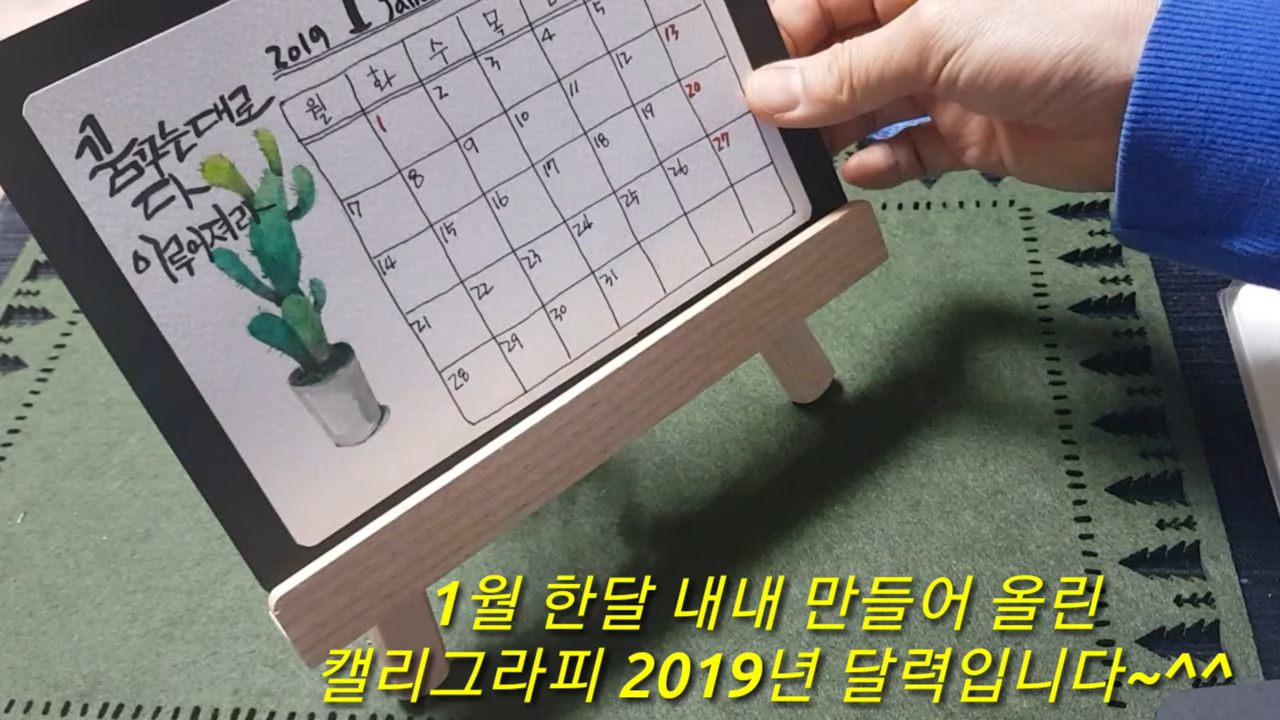 2019 1
월 화 수 목
1 2 3 4 5
7 8 9 10 11 12 13
14 15 16 17 18 19 20
21 22 23 24 25 26 27
28 29 30 31
꿈꾸는대로
다
이루어져라
1월 한달 내내 만들어 올린
캘리그라피 2019년 달력입니다~^^